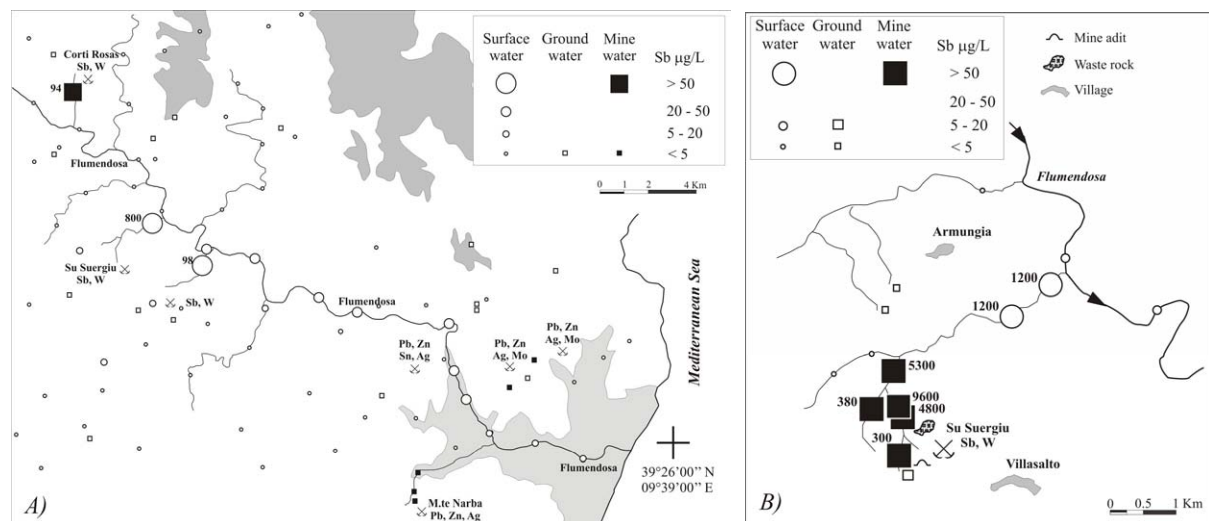 Surface Ground Mine
water water water Sb µg/L
> 50
20 - 50
5 - 20
< 5
0 1 2 4 Km
Corti Rosas
Sb, W
94
Flumendosa
800
98
Su Suergiu
Sb, W
Sb, W
Flumendosa
Pb, Zn
Sn, Ag
Pb, Zn
Ag, Mo
Pb, Zn
Ag, Mo
Mediterranean Sea
Flumendosa
39°26'00'' N
09°39'00'' E
M.te Narba
Pb, Zn, Ag
A)
Surface Ground Mine
water water water Sb µg/L
> 50
20 - 50
5 - 20
< 5
Mine adit
Waste rock
Village
Flumendosa
Armungia
1200
1200
5300
9600
380
4800
300
Su Suergiu
Sb, W
Villasalto
0 0.5 1 Km
B)